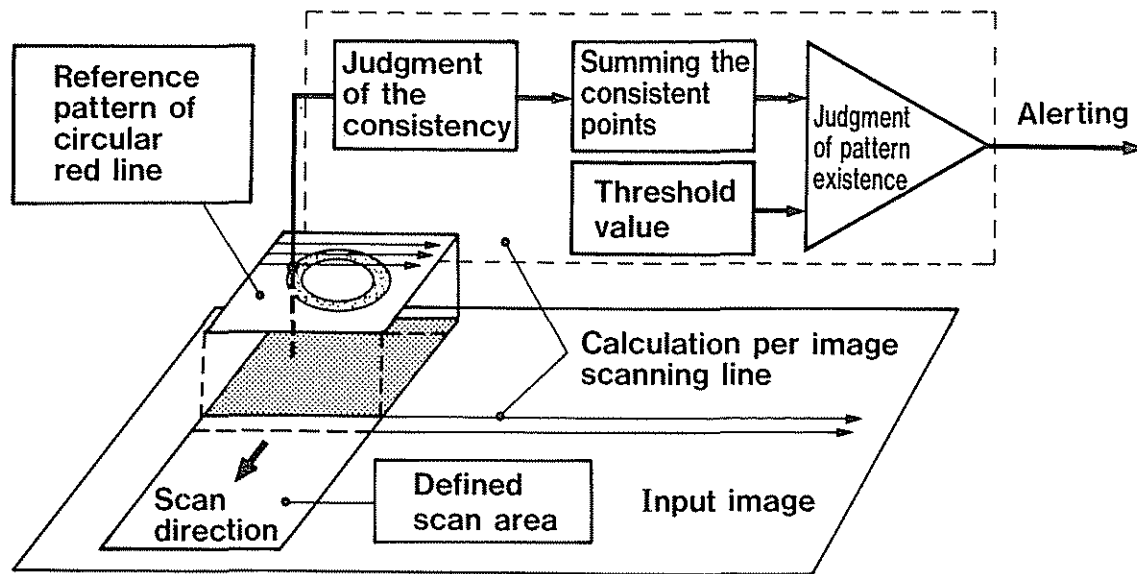 Reference
pattern of
circular
red line
Judgment
of the
consistency
Summing the
consistent
points
Threshold
value
Judgment
of pattern
existence
Alerting
Calculation per image
scanning line
Scan
direction
Defined
scan area
Input image